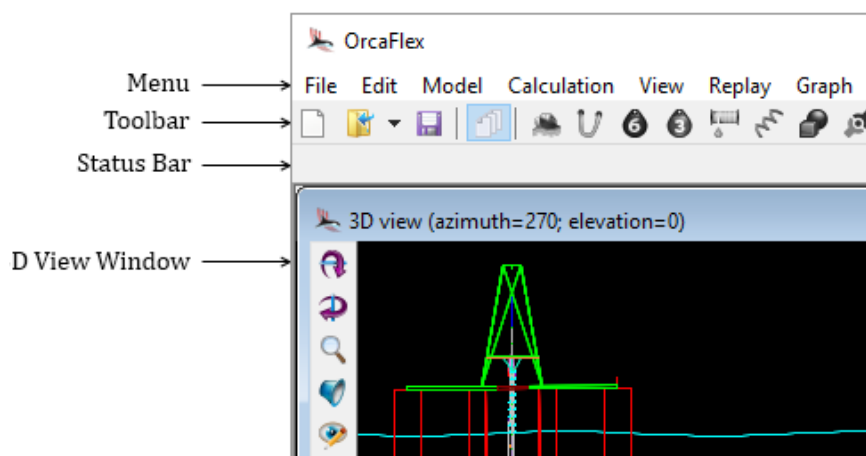 OrcaFlex
Menu
File Edit Model Calculation View Replay Graph
Toolbar
6 3
Status Bar
3D view (azimuth=270; elevation=0)
D View Window